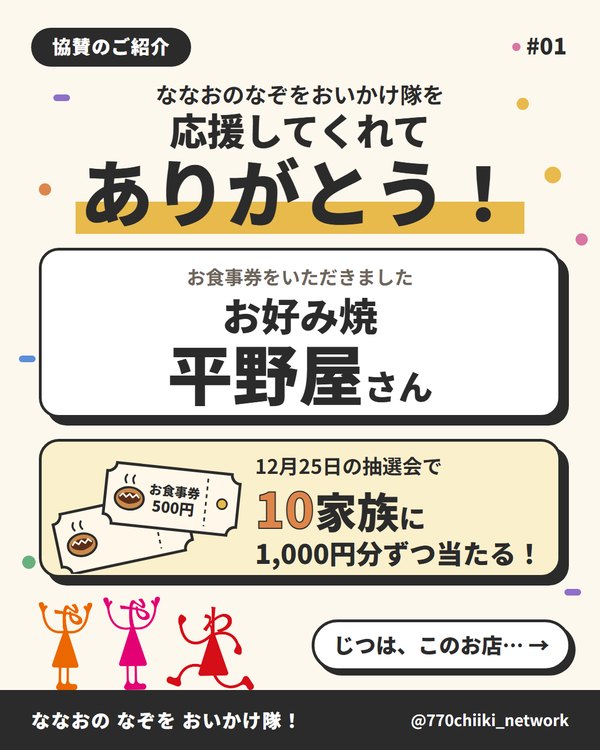 協賛のご紹介
#01
ななおのなぞをおいかけ隊を
応援してくれて
ありがとう！
お食事券をいただきました
お好み焼
平野屋さん
お食事券
500円
12月25日の抽選会で
10家族に
1,000円分ずつ当たる！
じつは、このお店… →
ななおの なぞを おいかけ隊！
@770chiiki_network